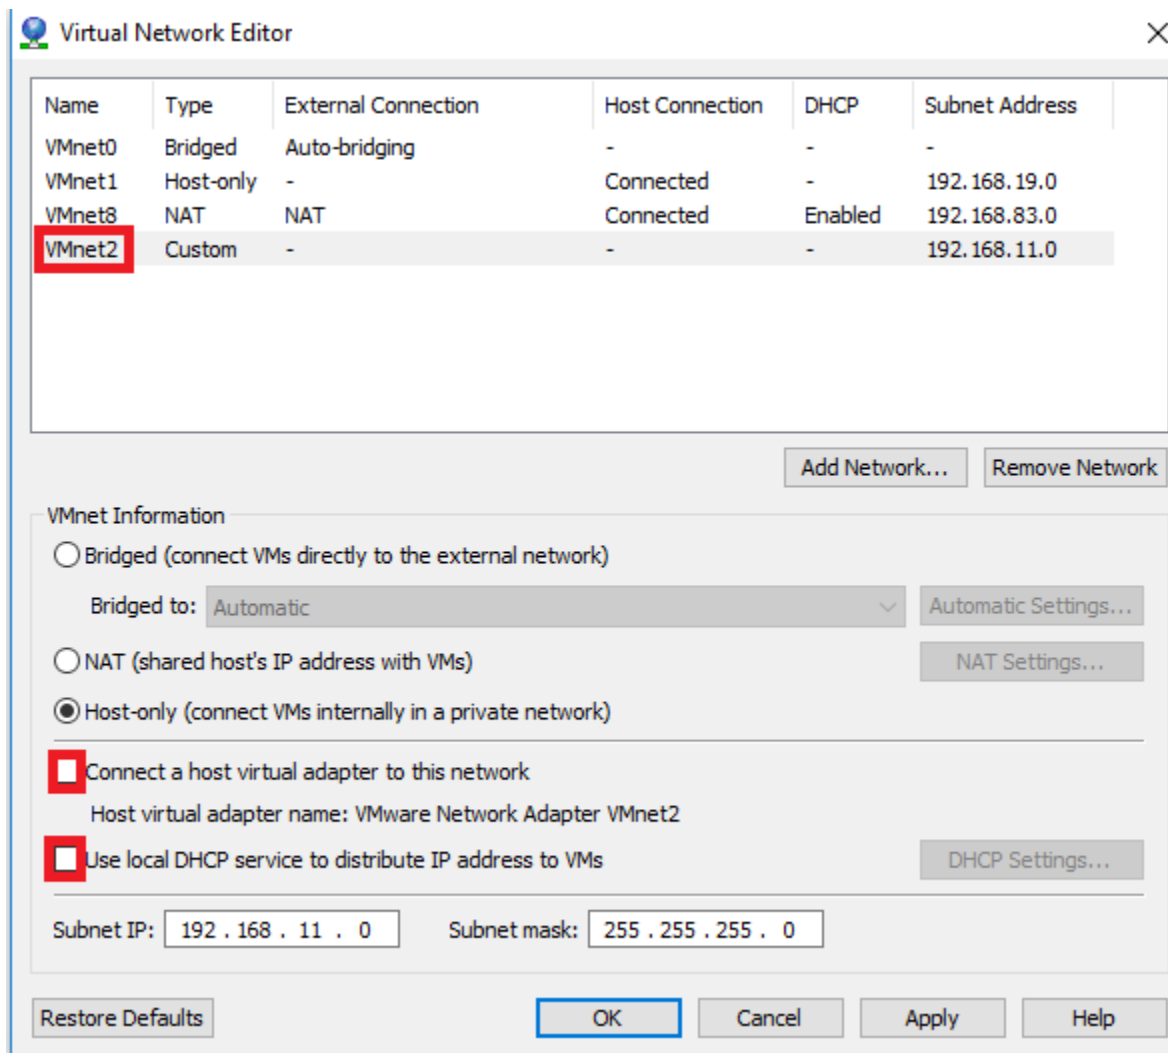 Virtual Network Editor
Name Type External Connection Host Connection DHCP Subnet Address
VMnet0 Bridged Auto-bridging - - -
VMnet1 Host-only - Connected - 192.168.19.0
VMnet8 NAT NAT Connected Enabled 192.168.83.0
VMnet2 Custom - - - 192.168.11.0
Add Network... Remove Network
VMnet Information
Bridged (connect VMs directly to the external network)
Bridged to: Automatic Automatic Settings...
NAT (shared host's IP address with VMs) NAT Settings...
Host-only (connect VMs internally in a private network)
Connect a host virtual adapter to this network
Host virtual adapter name: VMware Network Adapter VMnet2
Use local DHCP service to distribute IP address to VMs DHCP Settings...
Subnet IP: 192 . 168 . 11 . 0 Subnet mask: 255 . 255 . 255 . 0
Restore Defaults OK Cancel Apply Help